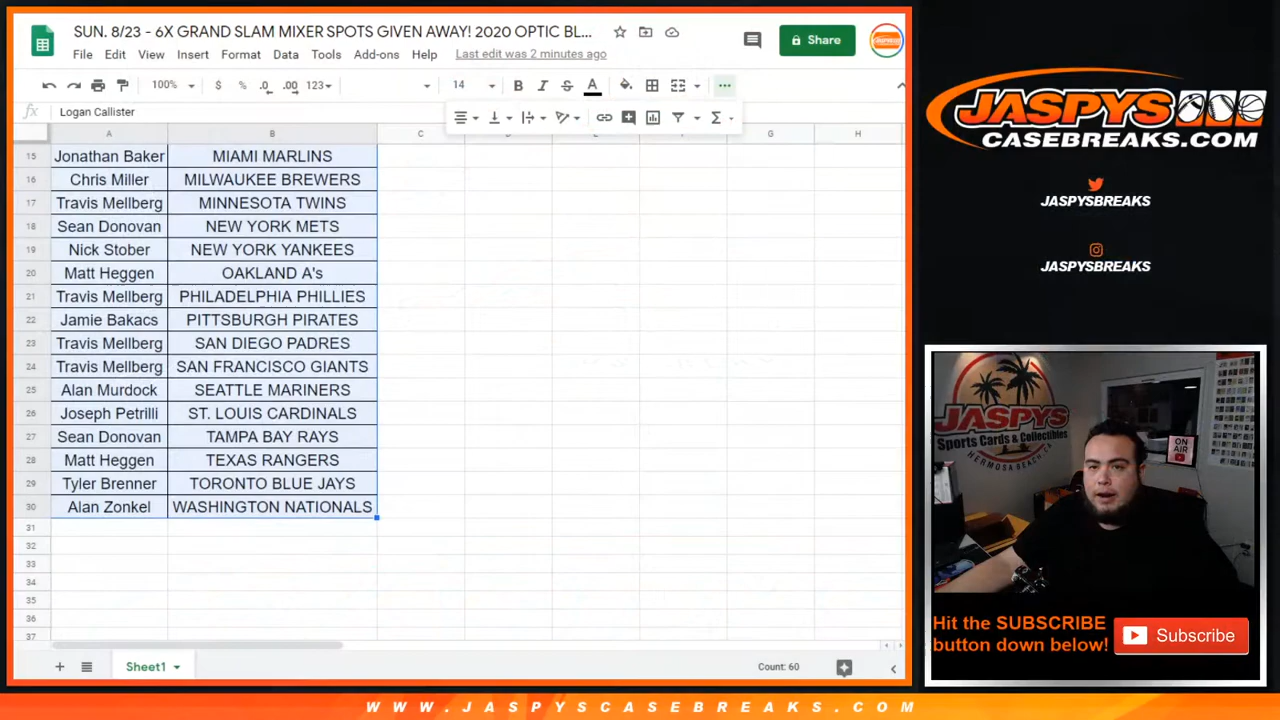 SUN. 8/23 - 6X GRAND SLAM MIXER SPOTS GIVEN AWAY! 2020 OPTIC BL...
File Edit View Insert Format Data Tools Add-ons Help Last edit was 2 minutes ago
Share
100% $ % .0 .00 123 14 B I S A
fx Logan Callister
A B C D E F G H
15 Jonathan Baker MIAMI MARLINS
16 Chris Miller MILWAUKEE BREWERS
17 Travis Mellberg MINNESOTA TWINS
18 Sean Donovan NEW YORK METS
19 Nick Stober NEW YORK YANKEES
20 Matt Heggen OAKLAND A's
21 Travis Mellberg PHILADELPHIA PHILLIES
22 Jamie Bakacs PITTSBURGH PIRATES
23 Travis Mellberg SAN DIEGO PADRES
24 Travis Mellberg SAN FRANCISCO GIANTS
25 Alan Murdock SEATTLE MARINERS
26 Joseph Petrilli ST. LOUIS CARDINALS
27 Sean Donovan TAMPA BAY RAYS
28 Matt Heggen TEXAS RANGERS
29 Tyler Brenner TORONTO BLUE JAYS
30 Alan Zonkel WASHINGTON NATIONALS
31
32
33
34
35
36
37
Sheet1
Count: 60
JASPYS
CASEBREAKS.COM
JASPYSBREAKS
JASPYSBREAKS
JASPYS
Sports Cards & Collectibles
HERMOSA BEACH, CA
ON AIR
Hit the SUBSCRIBE
button down below!
Subscribe
WWW.JASPYSCASEBREAKS.COM